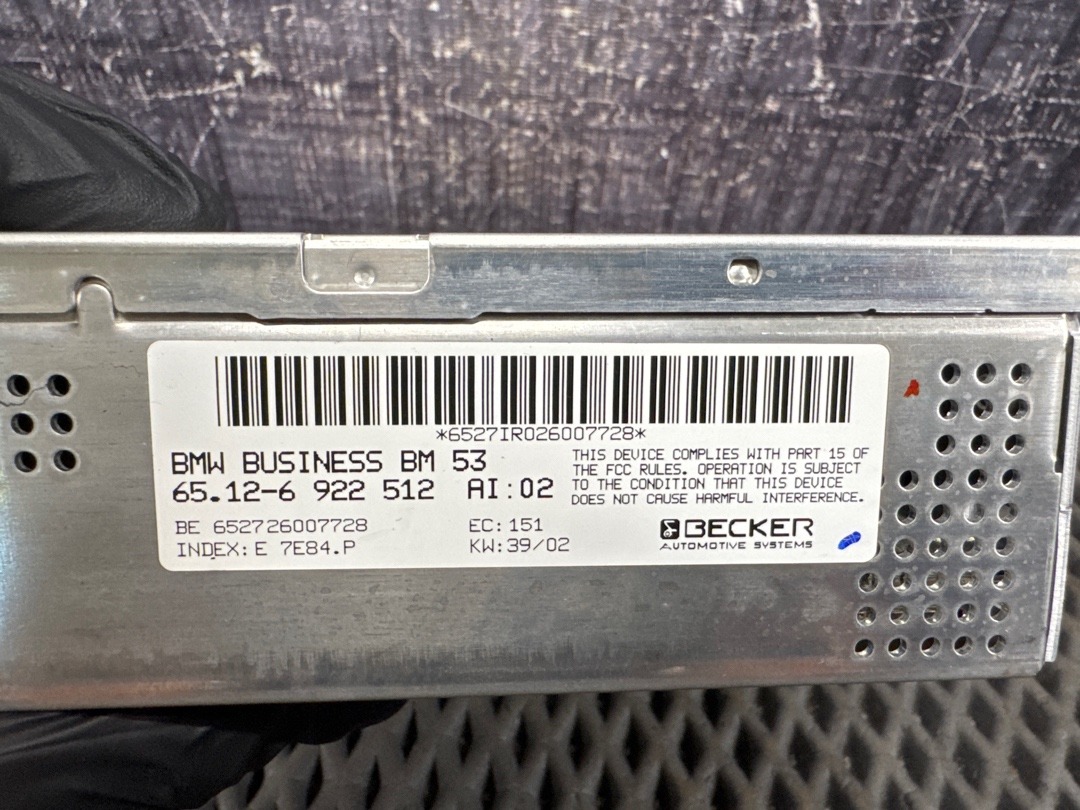 *6527IR026007728*
BMW BUSINESS BM 53
65.12-6 922 512 AI:02
THIS DEVICE COMPLIES WITH PART 15 OF
THE FCC RULES. OPERATION IS SUBJECT
TO THE CONDITION THAT THIS DEVICE
DOES NOT CAUSE HARMFUL INTERFERENCE.
BE 652726007728
EC:151
INDEX:E 7E84.P
KW:39/02
BECKER
AUTOMOTIVE SYSTEMS